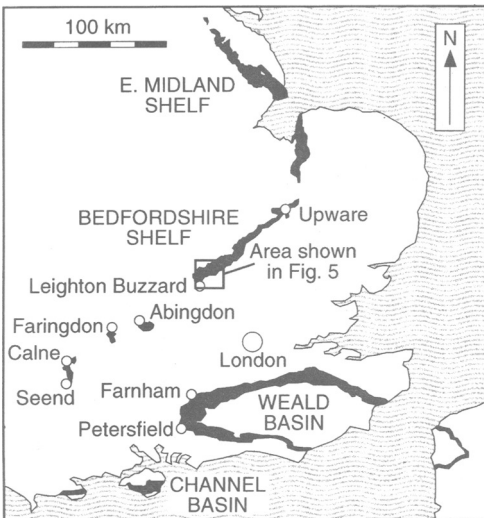 100 km
N
E. MIDLAND
SHELF
BEDFORDSHIRE
SHELF
Upware
Area shown
in Fig. 5
Leighton Buzzard
Abingdon
Faringdon
Calne
London
Seend
Farnham
WEALD
BASIN
Petersfield
CHANNEL
BASIN